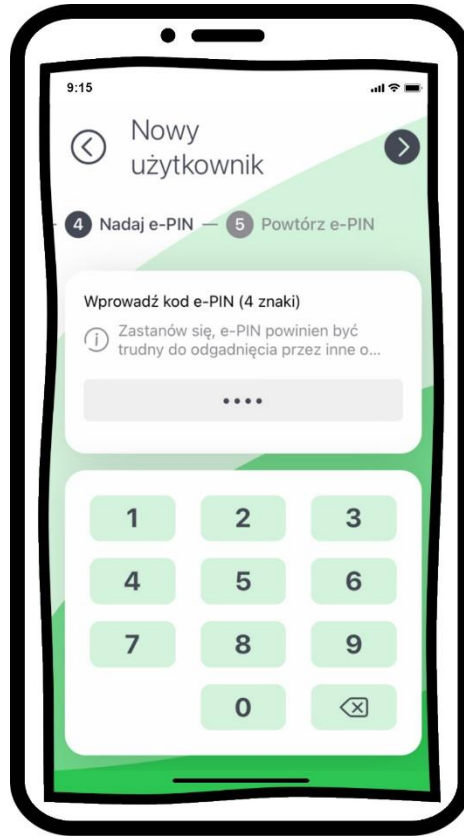 9:15
Nowy
użytkownik
4 Nadaj e-PIN — 5 Powtórz e-PIN
Wprowadź kod e-PIN (4 znaki)
Zastanów się, e-PIN powinien być
trudny do odgadnięcia przez inne o...
••••
1 2 3
4 5 6
7 8 9
0